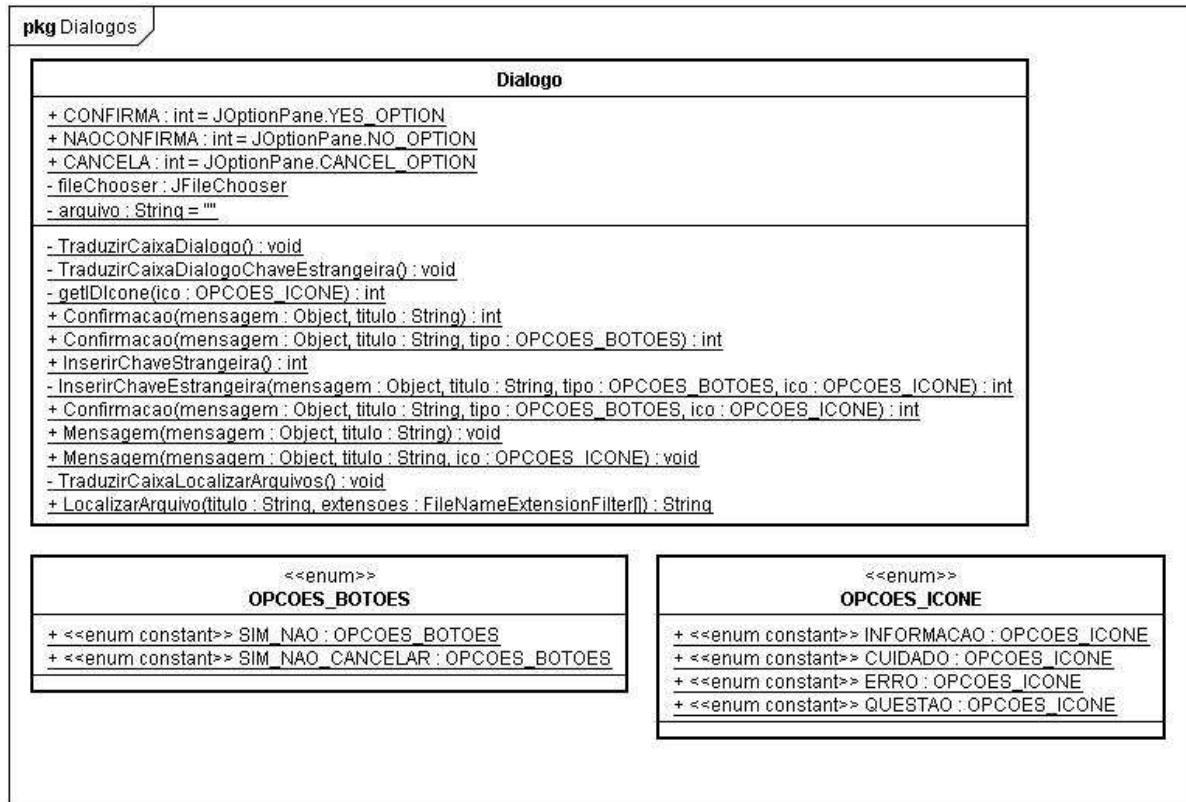 pkg Dialogos
Dialogo
+ CONFIRMA : int = JOptionPane.YES_OPTION
+ NAOCONFIRMA : int = JOptionPane.NO_OPTION
+ CANCELA : int = JOptionPane.CANCEL_OPTION
- fileChooser : JFileChooser
- arquivo : String = ""
- TraduzirCaixaDialogo() : void
- TraduzirCaixaDialogoChaveEstrangeira() : void
- getIDIcone(ico : OPCOES_ICONE) : int
+ Confirmacao(mensagem : Object, titulo : String) : int
+ Confirmacao(mensagem : Object, titulo : String, tipo : OPCOES_BOTOES) : int
+ InserirChaveStrangeira() : int
- InserirChaveEstrangeira(mensagem : Object, titulo : String, tipo : OPCOES_BOTOES, ico : OPCOES_ICONE) : int
+ Confirmacao(mensagem : Object, titulo : String, tipo : OPCOES_BOTOES, ico : OPCOES_ICONE) : int
+ Mensagem(mensagem : Object, titulo : String) : void
+ Mensagem(mensagem : Object, titulo : String, ico : OPCOES_ICONE) : void
- TraduzirCaixaLocalizarArquivos() : void
+ LocalizarArquivo(titulo : String, extensoes : FileNameExtensionFilter[]) : String
<<enum>>
OPCOES_BOTOES
+ <<enum constant>> SIM_NAO : OPCOES_BOTOES
+ <<enum constant>> SIM_NAO_CANCELAR : OPCOES_BOTOES
<<enum>>
OPCOES_ICONE
+ <<enum constant>> INFORMACAO : OPCOES_ICONE
+ <<enum constant>> CUIDADO : OPCOES_ICONE
+ <<enum constant>> ERRO : OPCOES_ICONE
+ <<enum constant>> QUESTAO : OPCOES_ICONE